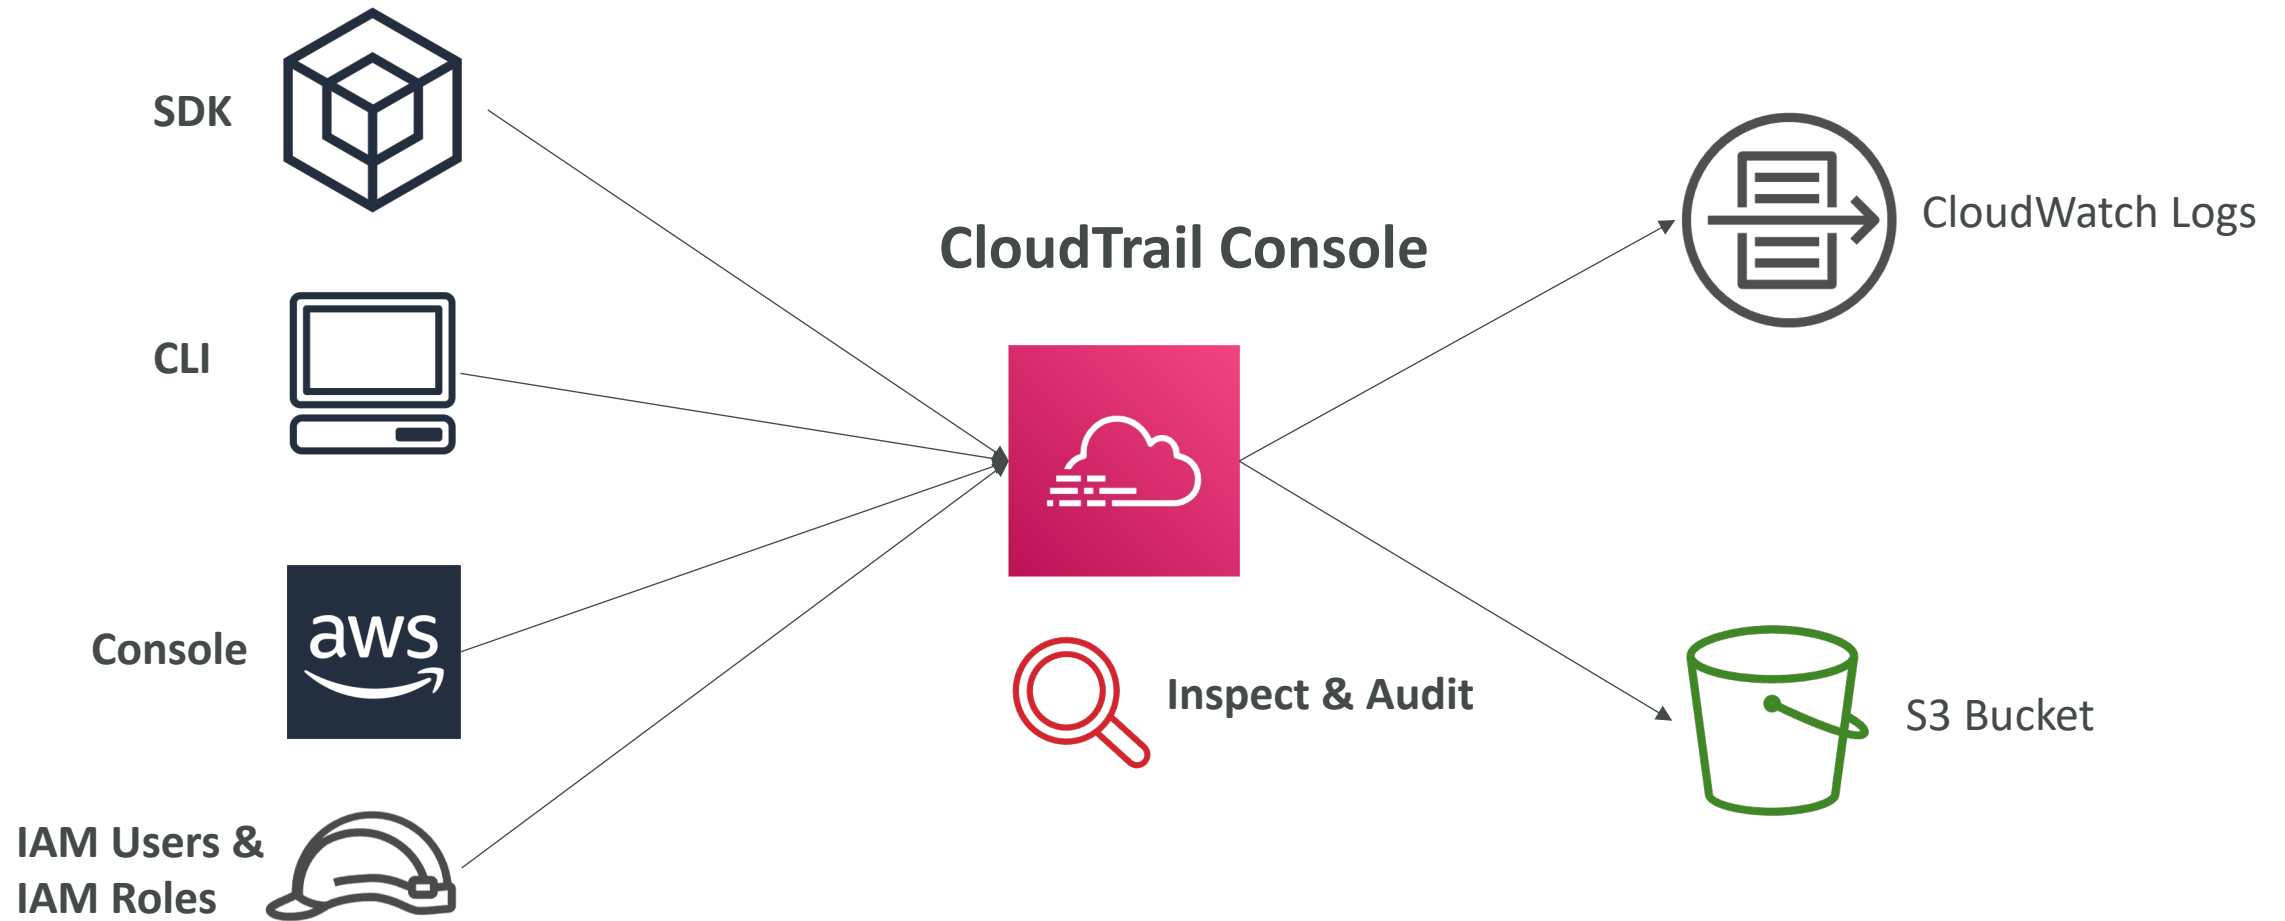 SDK
CloudTrail Console
CloudWatch Logs
CLI
Console
aws
Inspect & Audit
S3 Bucket
IAM Users &
IAM Roles